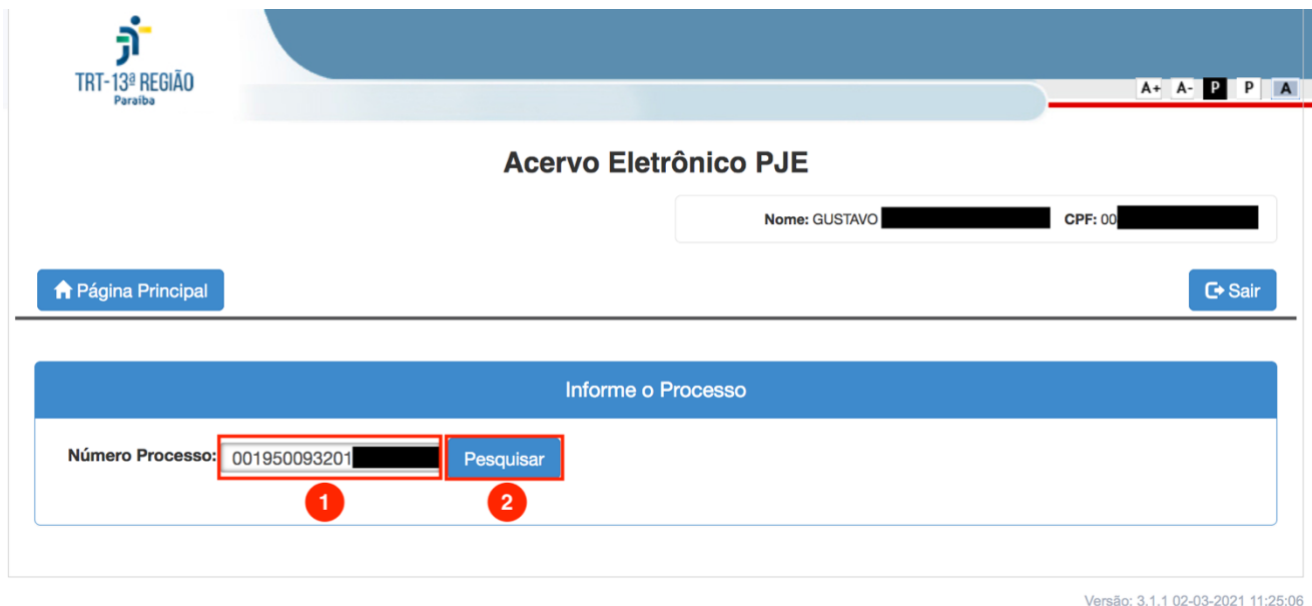 TRT-13ª REGIÃO
Paraíba
A+ A- P P A
Acervo Eletrônico PJE
Nome: GUSTAVO CPF: 00
Página Principal
Sair
Informe o Processo
Número Processo: 001950093201 Pesquisar
1 2
Versão: 3.1.1 02-03-2021 11:25:06